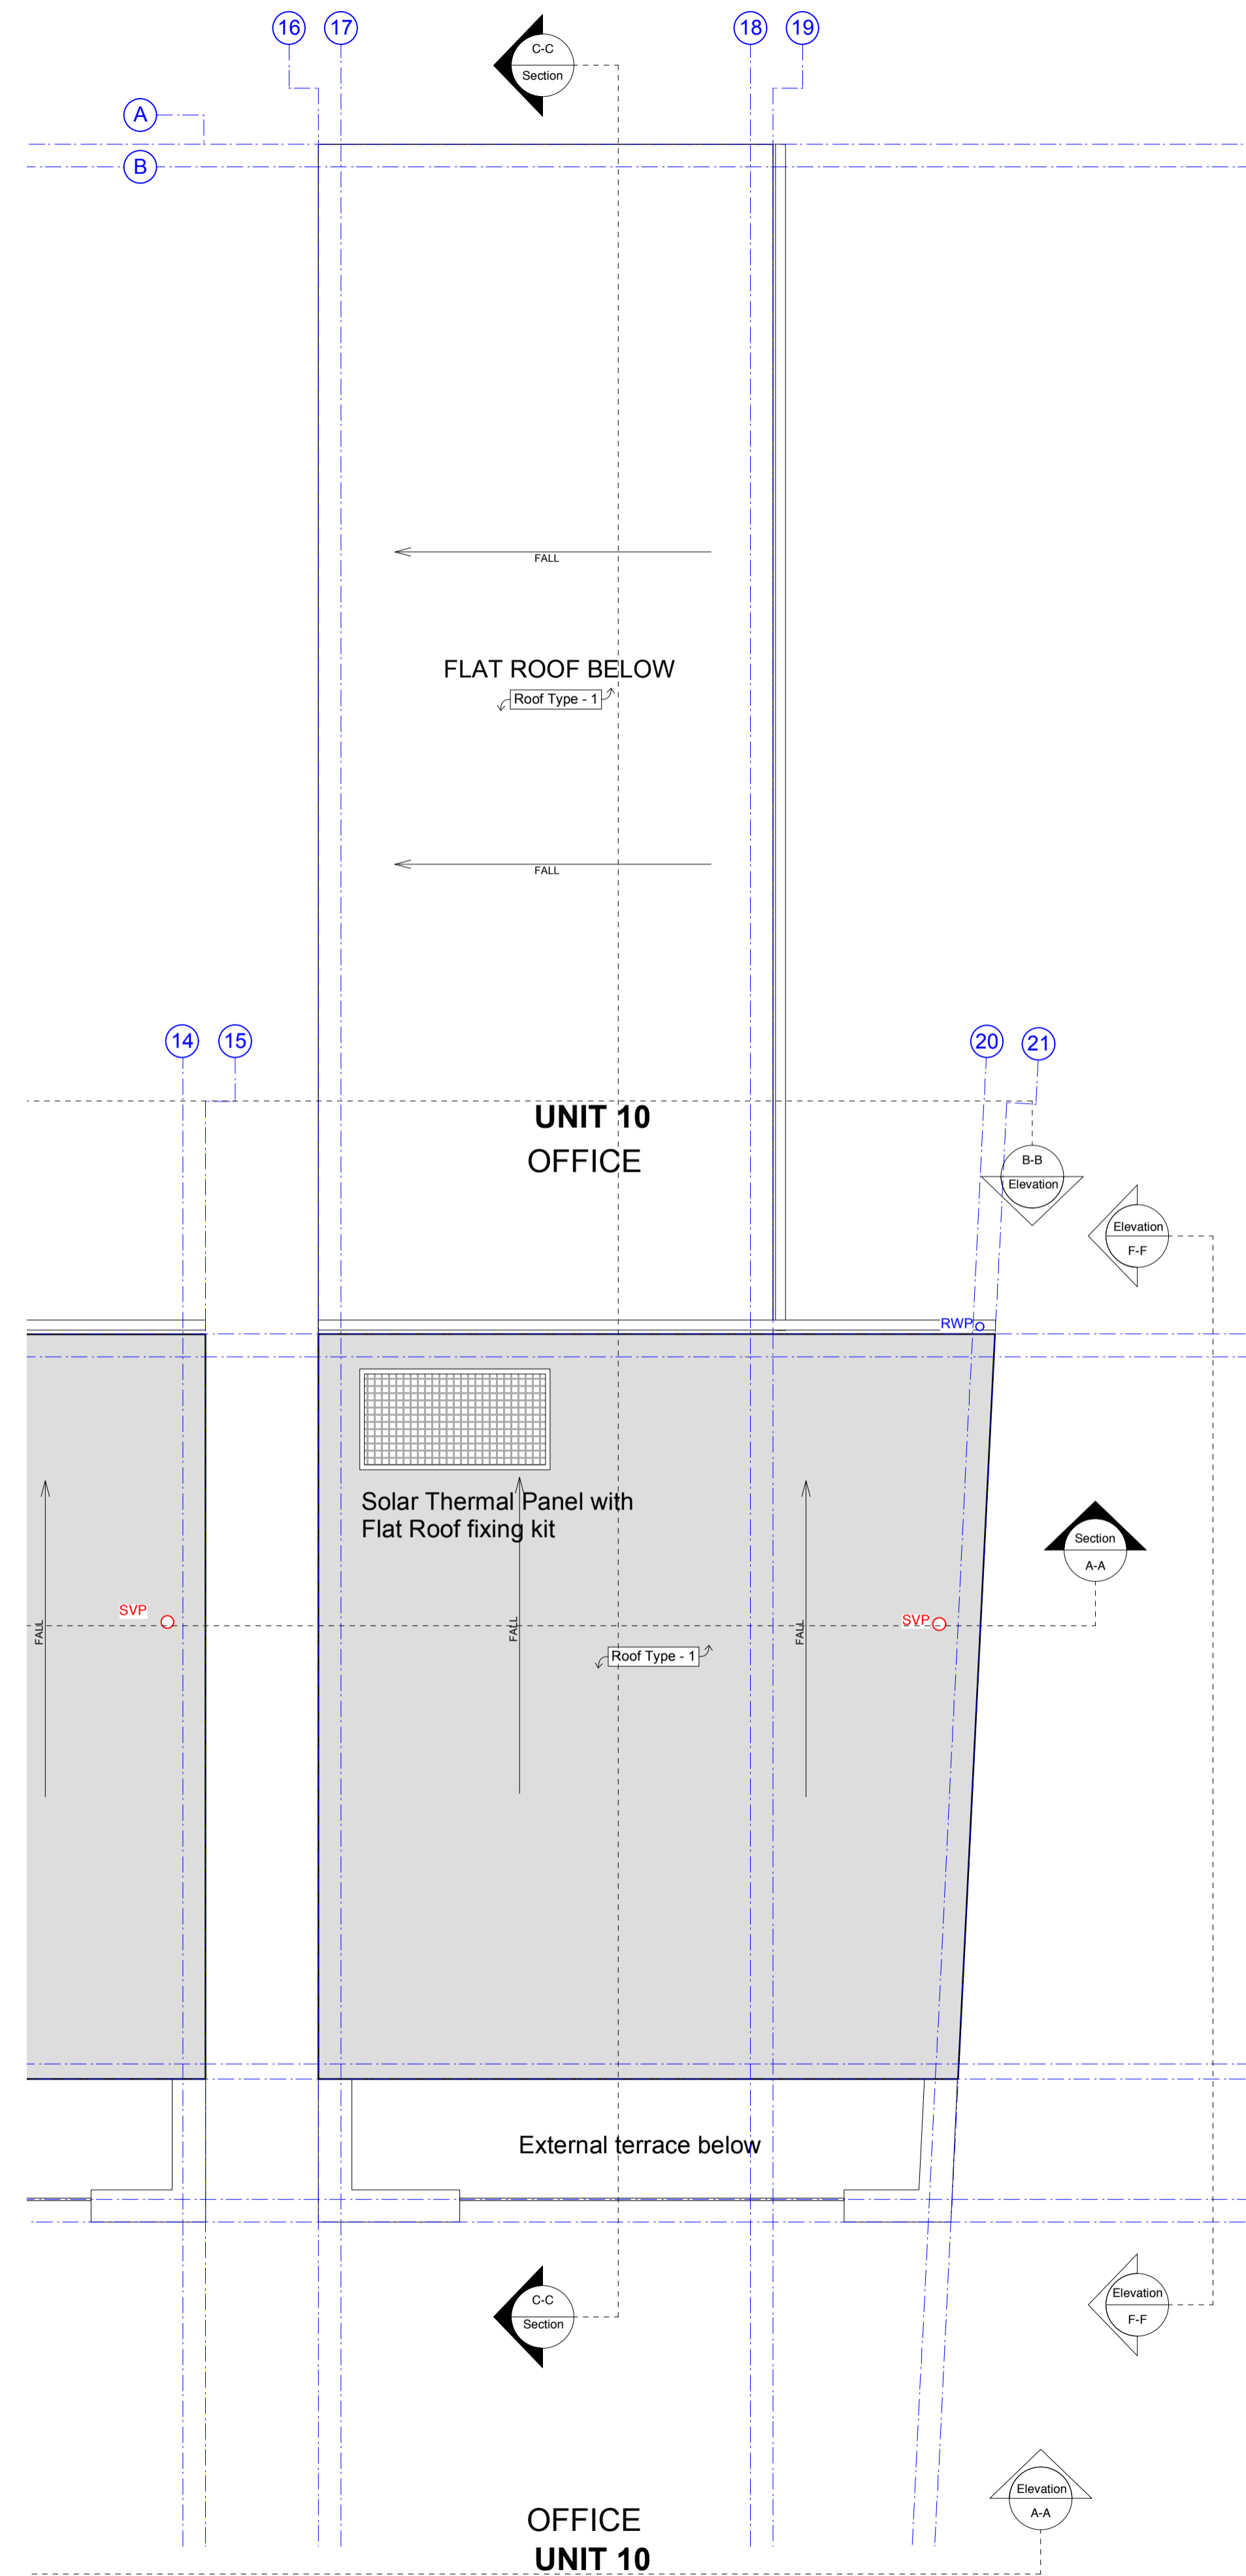 16
17
18
19
C-C
Section
A
B
FALL
FLAT ROOF BELOW
Roof Type - 1
FALL
14
15
20
21
UNIT 10
OFFICE
B-B
Elevation
Elevation
F-F
RWP
Solar Thermal Panel with
Flat Roof fixing kit
Section
A-A
SVP
FALL
FALL
FALL
SVP
Roof Type - 1
External terrace below
C-C
Section
Elevation
F-F
Elevation
A-A
OFFICE
UNIT 10